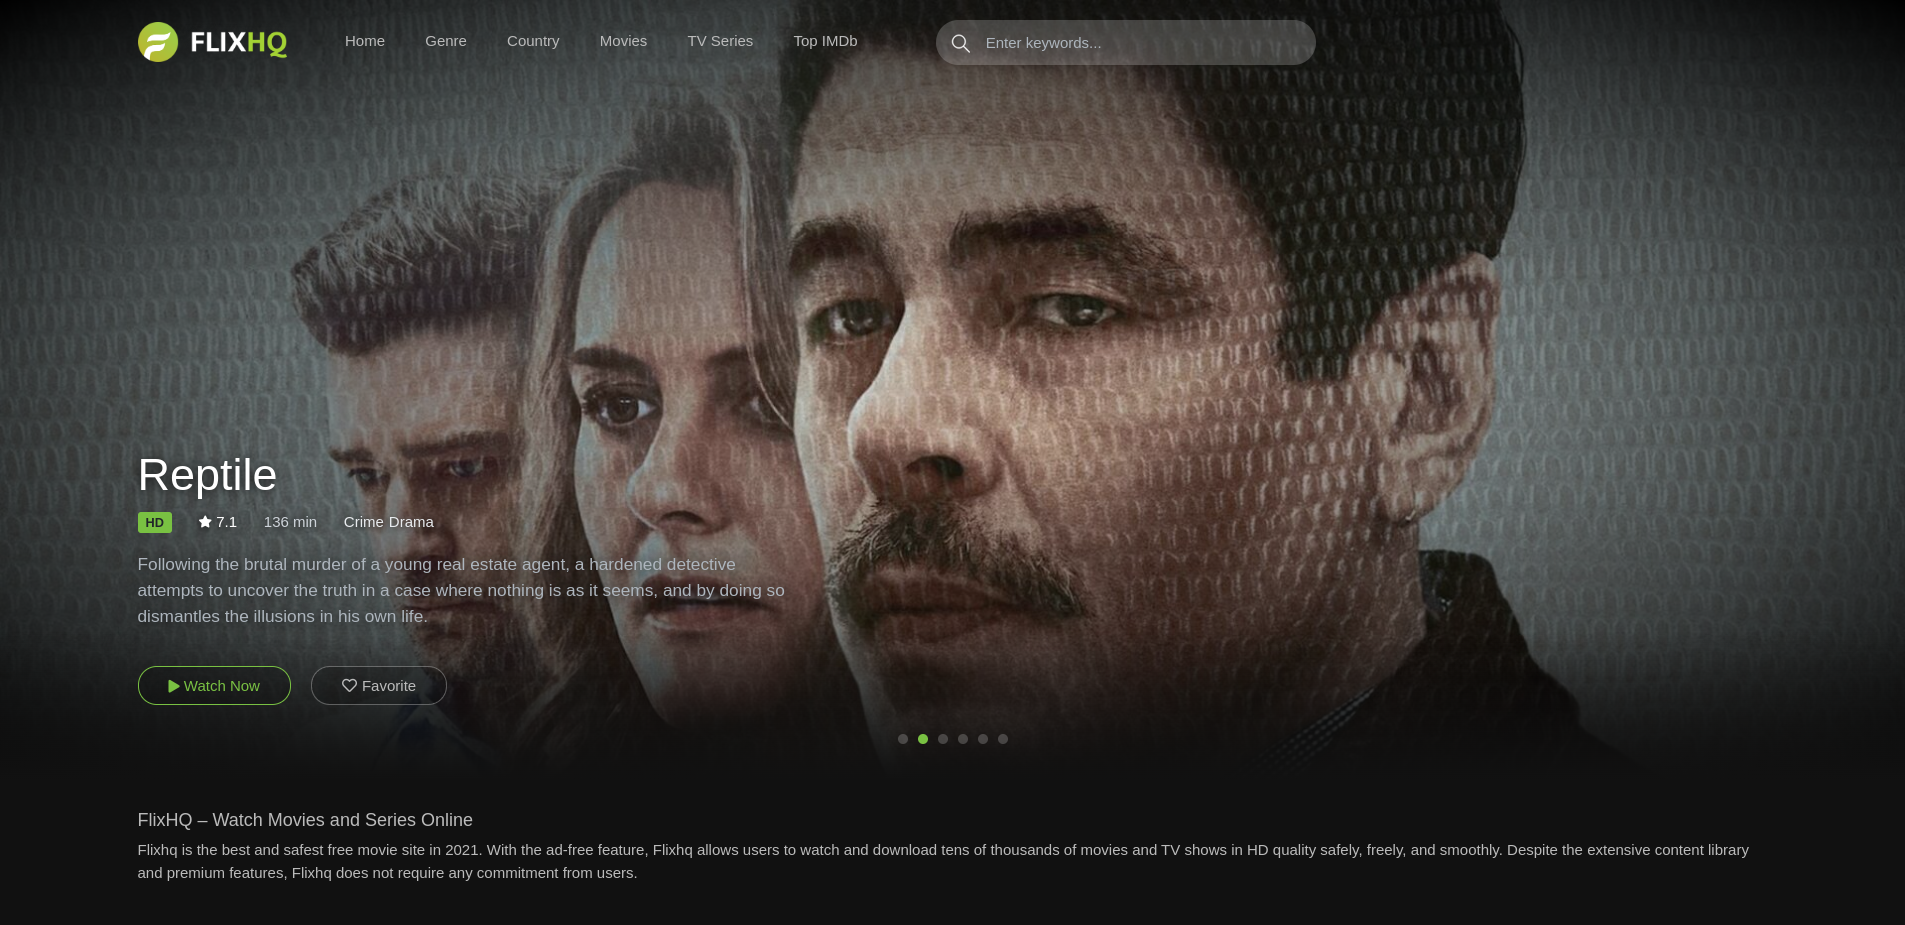 FLIXHQ
Home
Genre
Country
Movies
TV Series
Top IMDb
Enter keywords...
Reptile
HD
7.1
136 min
Crime Drama
Following the brutal murder of a young real estate agent, a hardened detective
attempts to uncover the truth in a case where nothing is as it seems, and by doing so
dismantles the illusions in his own life.
Watch Now
Favorite
FlixHQ – Watch Movies and Series Online
Flixhq is the best and safest free movie site in 2021. With the ad-free feature, Flixhq allows users to watch and download tens of thousands of movies and TV shows in HD quality safely, freely, and smoothly. Despite the extensive content library
and premium features, Flixhq does not require any commitment from users.